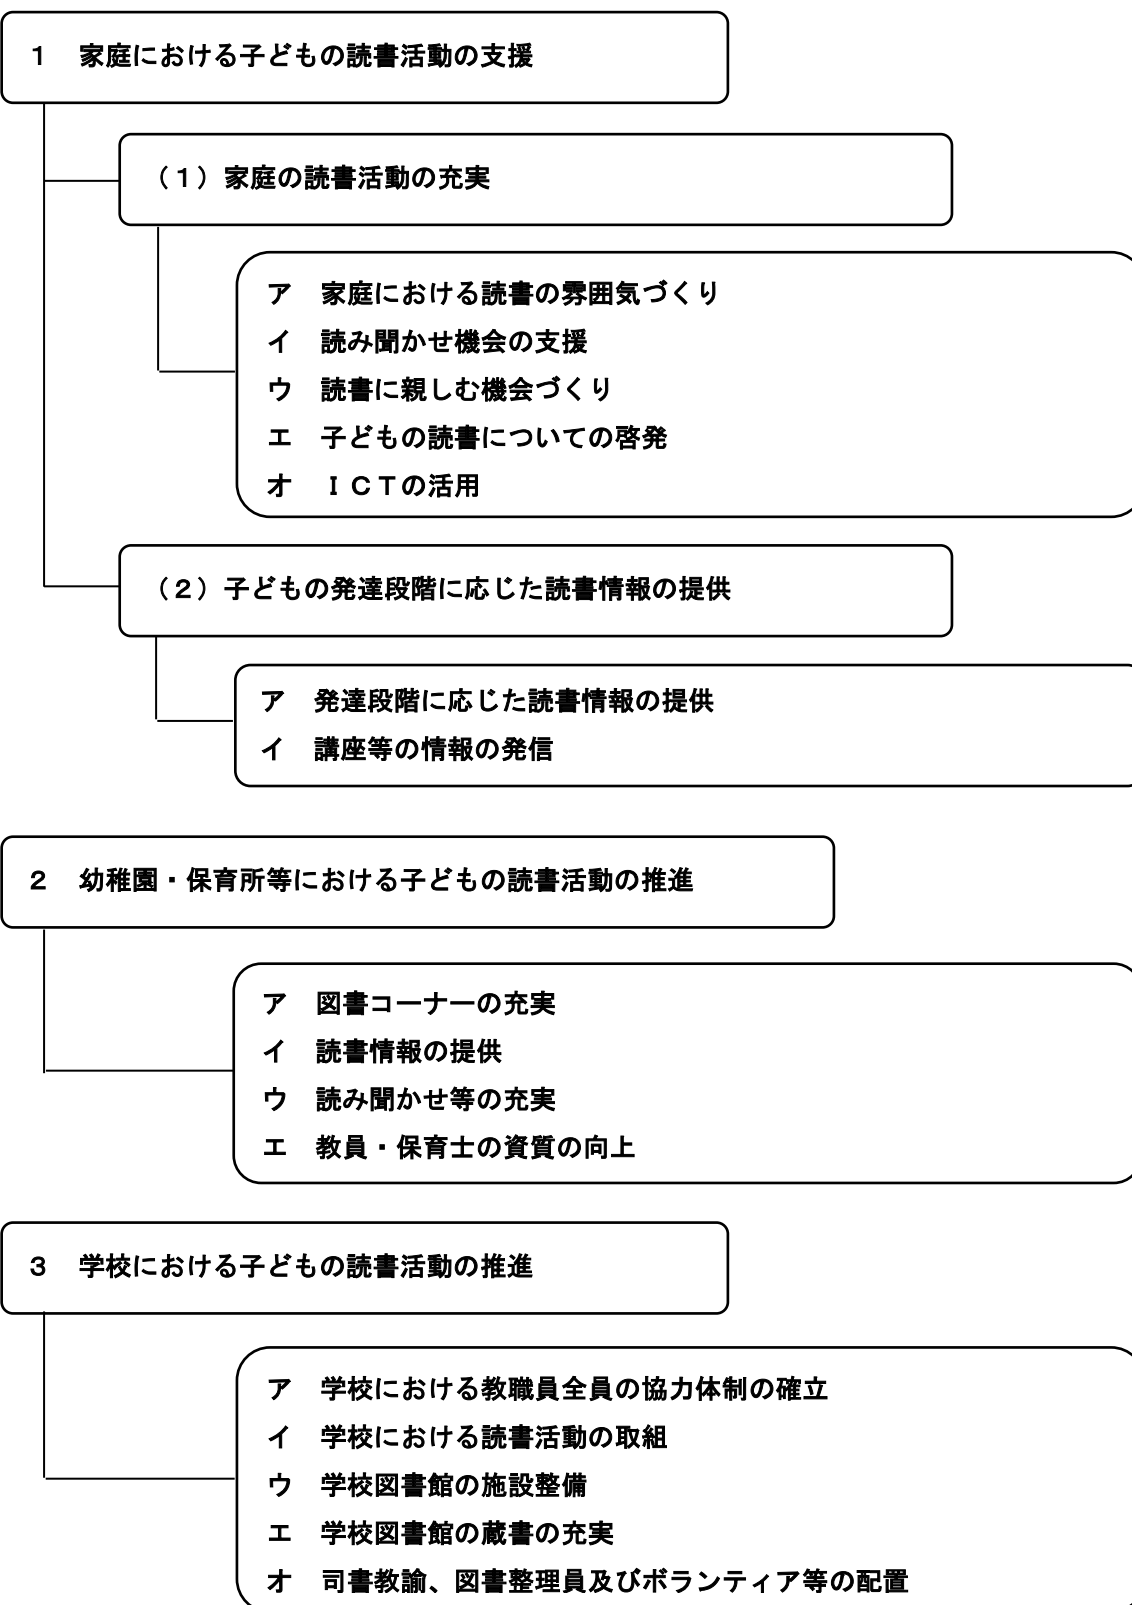 １　家庭における子どもの読書活動の支援
（１）家庭の読書活動の充実
ア　家庭における読書の雰囲気づくり
イ　読み聞かせ機会の支援
ウ　読書に親しむ機会づくり
エ　子どもの読書についての啓発
オ　ＩＣＴの活用
（２）子どもの発達段階に応じた読書情報の提供
ア　発達段階に応じた読書情報の提供
イ　講座等の情報の発信
２　幼稚園・保育所等における子どもの読書活動の推進
ア　図書コーナーの充実
イ　読書情報の提供
ウ　読み聞かせ等の充実
エ　教員・保育士の資質の向上
３　学校における子どもの読書活動の推進
ア　学校における教職員全員の協力体制の確立
イ　学校における読書活動の取組
ウ　学校図書館の施設整備
エ　学校図書館の蔵書の充実
オ　司書教諭、図書整理員及びボランティア等の配置